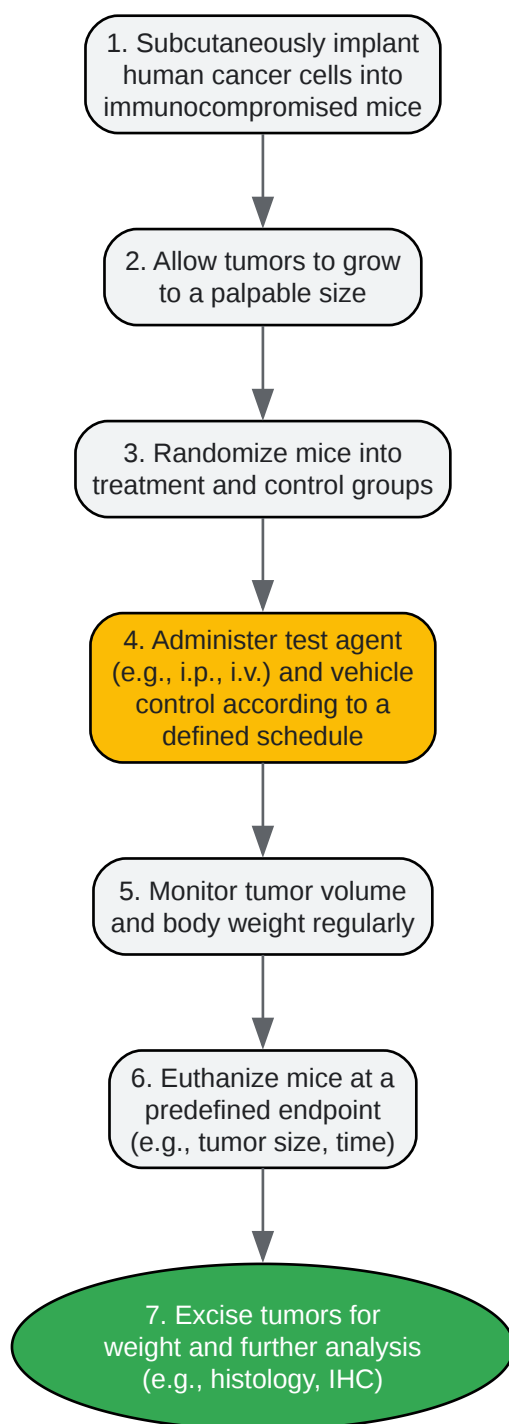 1. Subcutaneously implant
human cancer cells into
immunocompromised mice
2. Allow tumors to grow
to a palpable size
3. Randomize mice into
treatment and control groups
4. Administer test agent
(e.g., i.p., i.v.) and vehicle
control according to a
defined schedule
5. Monitor tumor volume
and body weight regularly
6. Euthanize mice at a
predefined endpoint
(e.g., tumor size, time)
7. Excise tumors for
weight and further analysis
(e.g., histology, IHC)